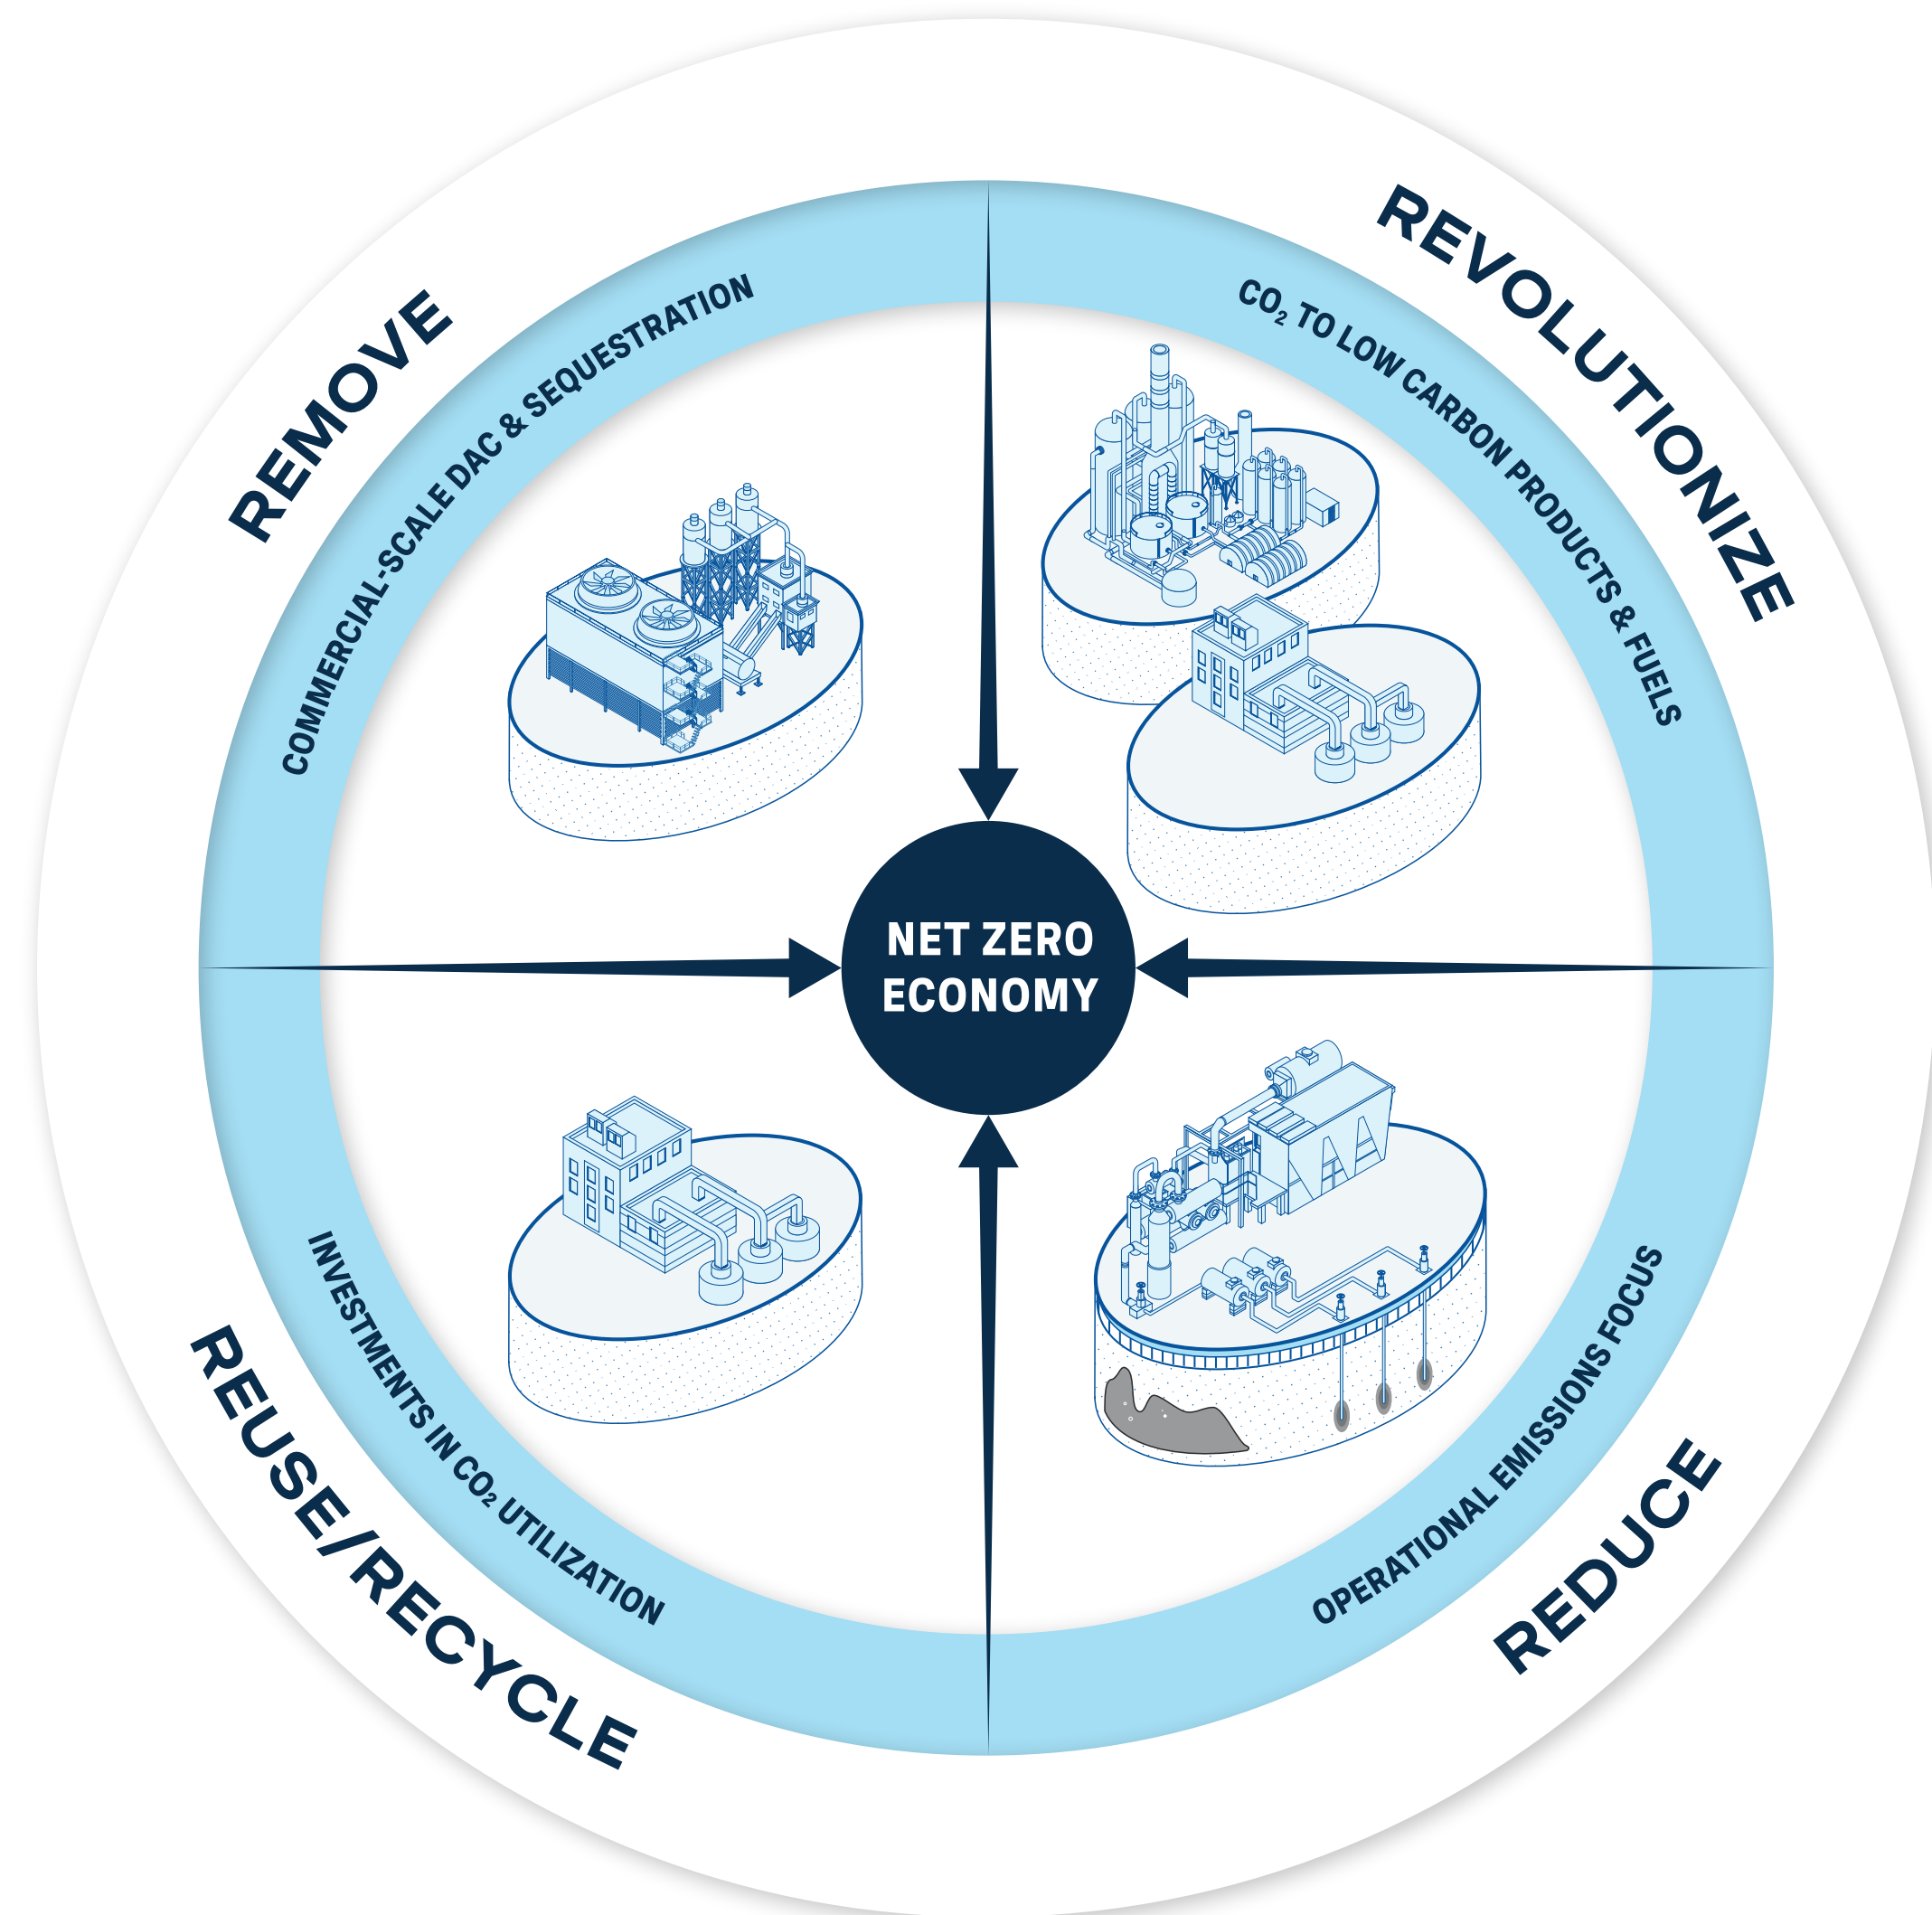 REMOVE
COMMERCIAL-SCALE DAC & SEQUESTRATION
REVOLUTIONIZE
CO₂ TO LOW CARBON PRODUCTS & FUELS
NET ZERO
ECONOMY
REUSE/RECYCLE
INVESTMENTS IN CO₂ UTILIZATION
REDUCE
OPERATIONAL EMISSIONS FOCUS